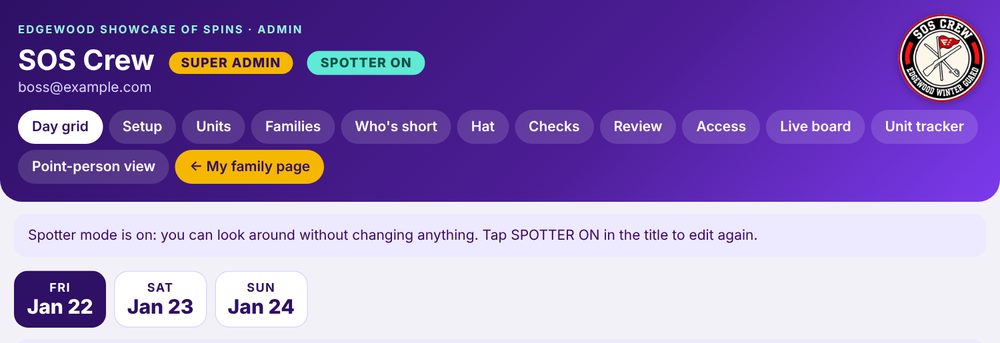 EDGEWOOD SHOWCASE OF SPINS · ADMIN
SOS Crew SUPER ADMIN SPOTTER ON
boss@example.com
SOS CREW
EDGEWOOD WINTER GUARD
Day grid Setup Units Families Who's short Hat Checks Review Access Live board Unit tracker
Point-person view ← My family page
Spotter mode is on: you can look around without changing anything. Tap SPOTTER ON in the title to edit again.
FRI SAT SUN
Jan 22 Jan 23 Jan 24